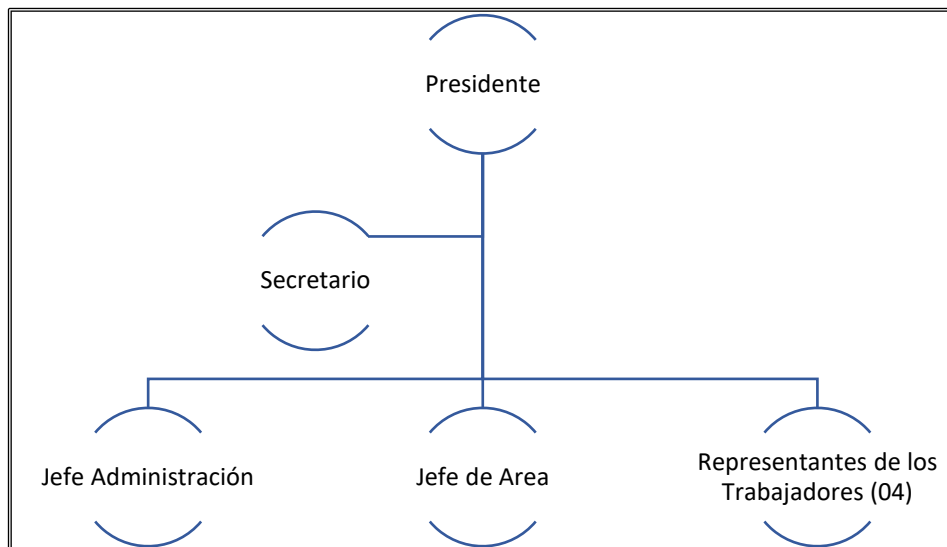 Presidente
Secretario
Jefe Administración
Jefe de Area
Representantes de los
Trabajadores (04)